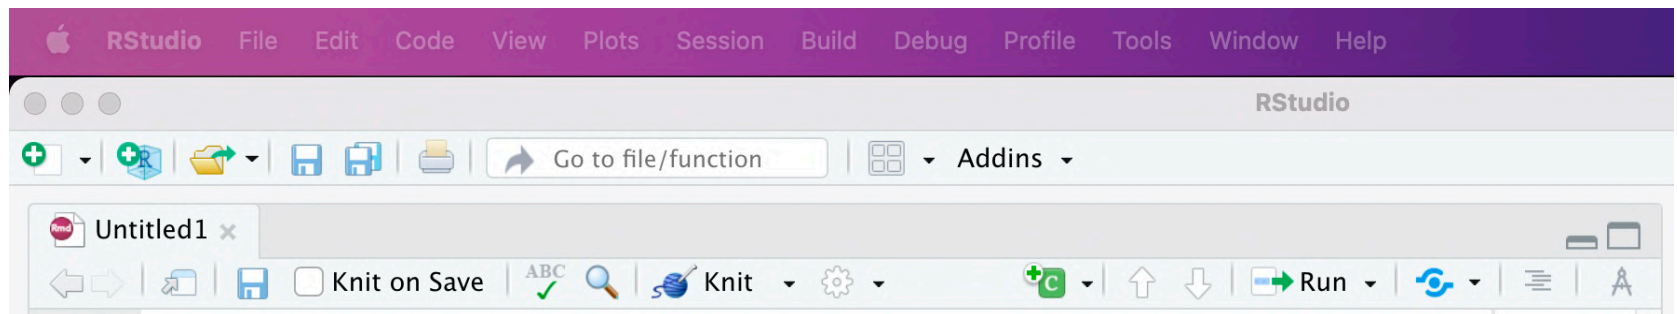 RStudio File Edit Code View Plots Session Build Debug Profile Tools Window Help
RStudio
R Go to file/function Addins
Rmd Untitled1
Knit on Save ABC Knit C Run